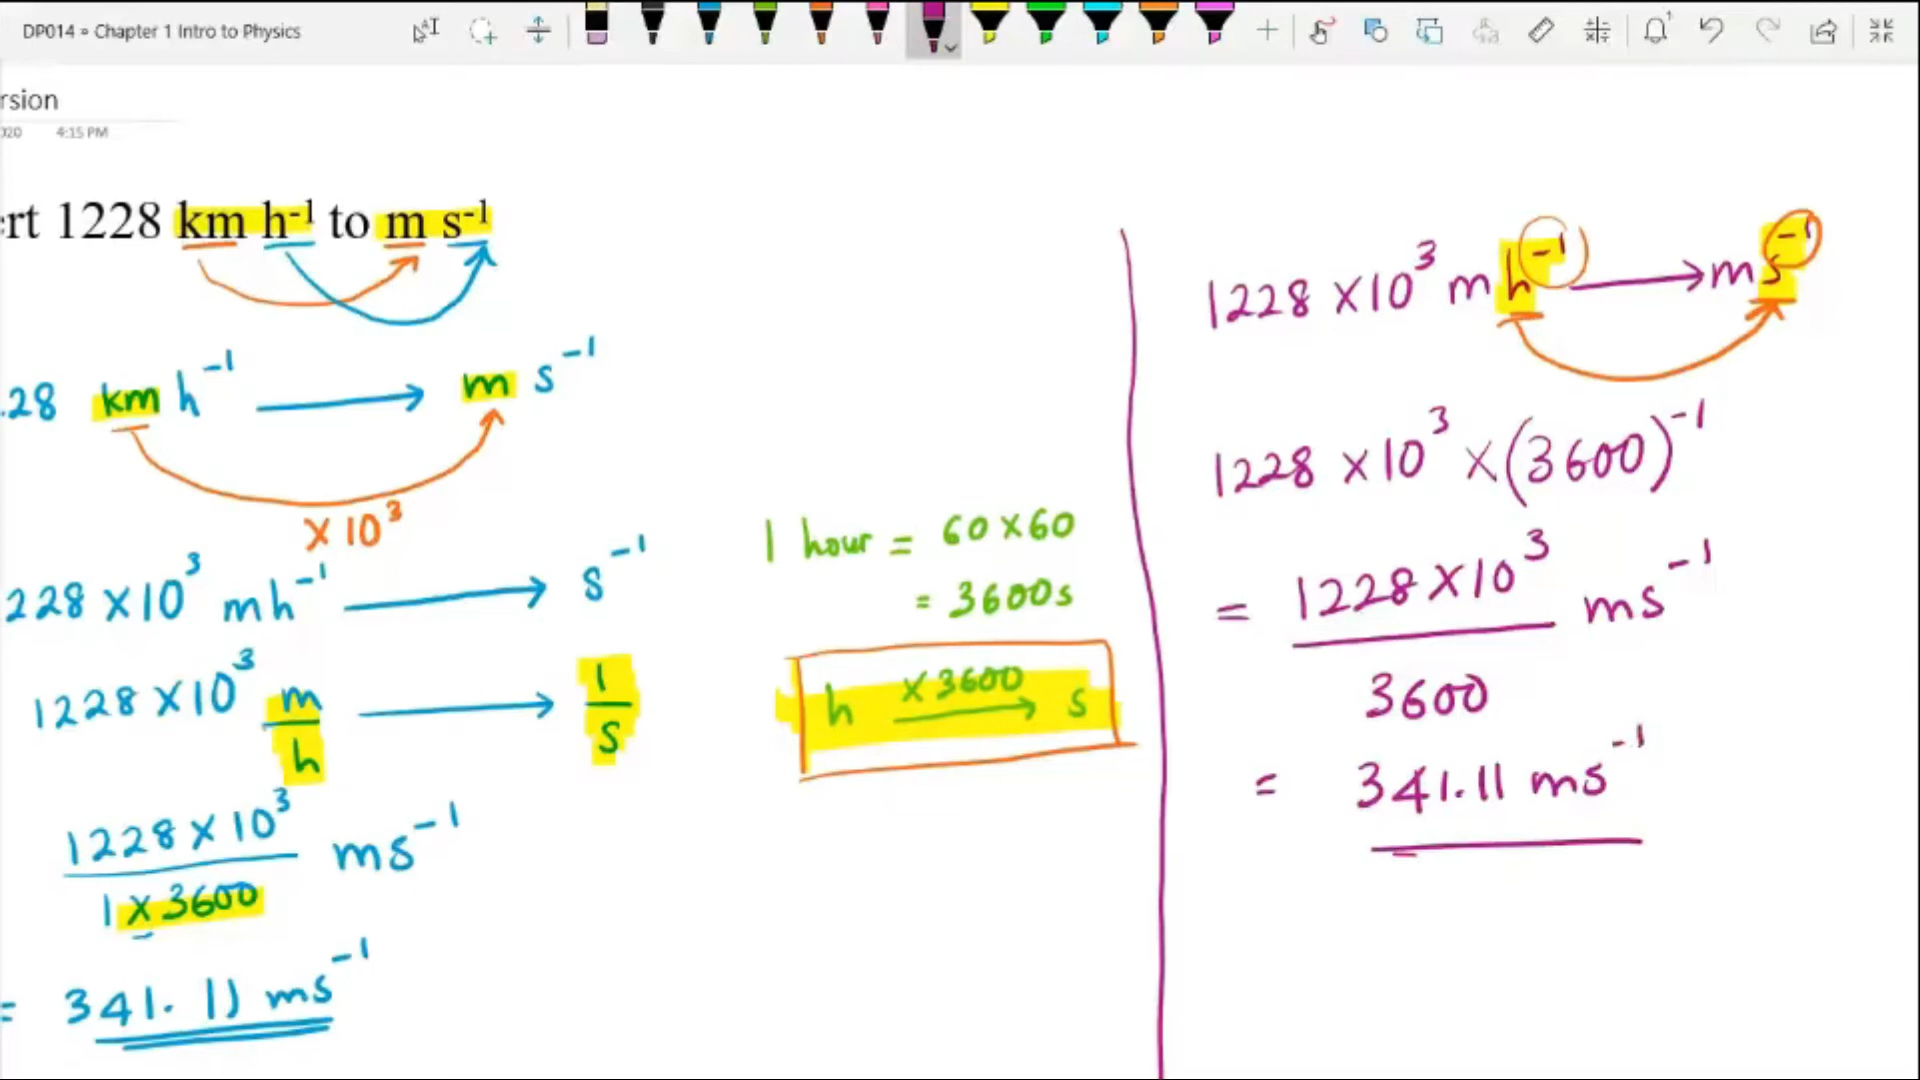 DP014 » Chapter 1 Intro to Physics
rsion
020 4:15 PM
ert 1228 km h⁻¹ to m s⁻¹
.28 km h⁻¹ → m s⁻¹
× 10³
228 × 10³ m h⁻¹ → s⁻¹
1228 × 10³ m/h → 1/s
1228 × 10³
1 × 3600
ms⁻¹
= 341.11 ms⁻¹
1 hour = 60 × 60
= 3600s
h × 3600 → s
1228 × 10³ m h⁻¹ → m s⁻¹
1228 × 10³ × (3600)⁻¹
= 1228 × 10³
3600
ms⁻¹
= 341.11 ms⁻¹